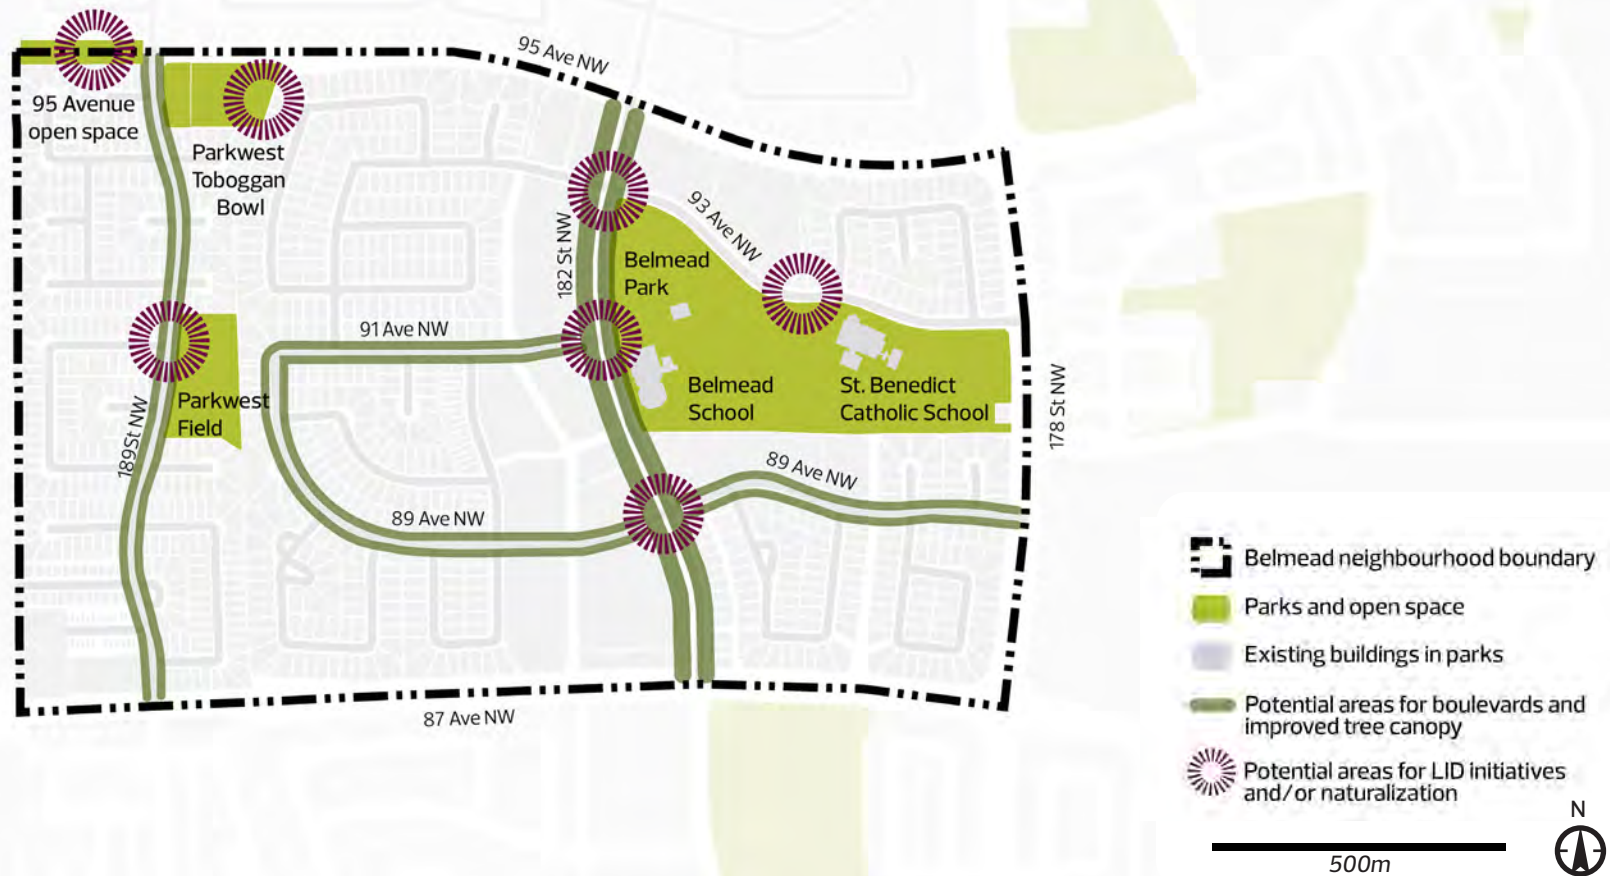 95 Ave NW
95 Avenue
open space
Parkwest
Toboggan
Bowl
182 St NW
93 Ave NW
Belmead
Park
91 Ave NW
Parkwest
Field
189 St NW
Belmead
School
St. Benedict
Catholic School
178 St NW
89 Ave NW
89 Ave NW
87 Ave NW
Belmead neighbourhood boundary
Parks and open space
Existing buildings in parks
Potential areas for boulevards and
improved tree canopy
Potential areas for LID initiatives
and/or naturalization
N
500m